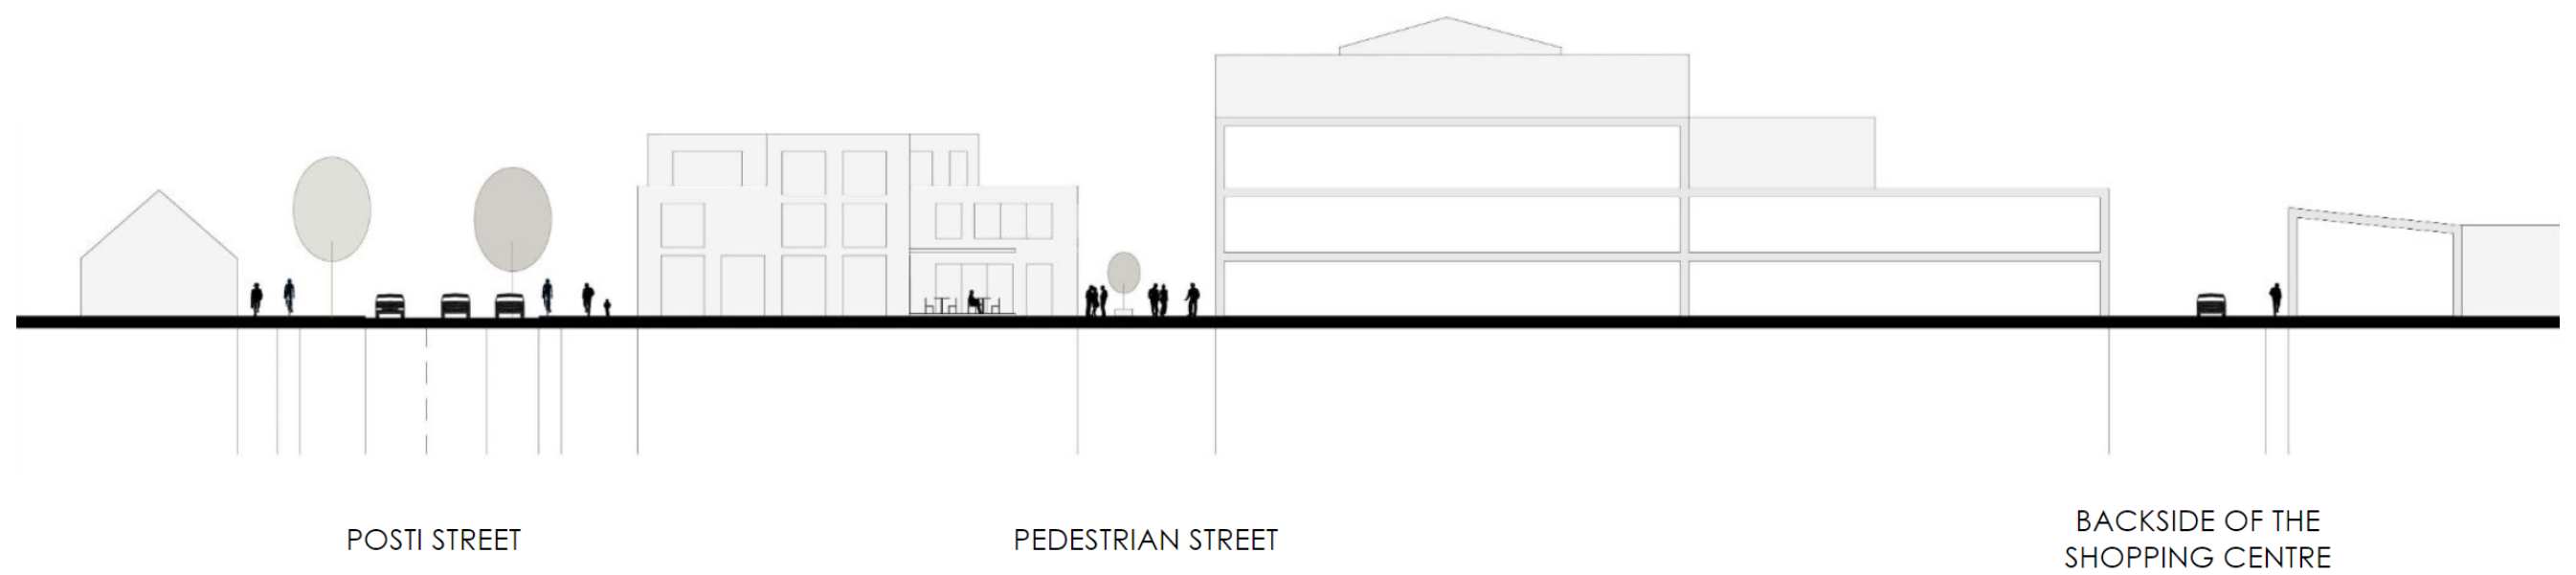 POSTI STREET
PEDESTRIAN STREET
BACKSIDE OF THE
SHOPPING CENTRE